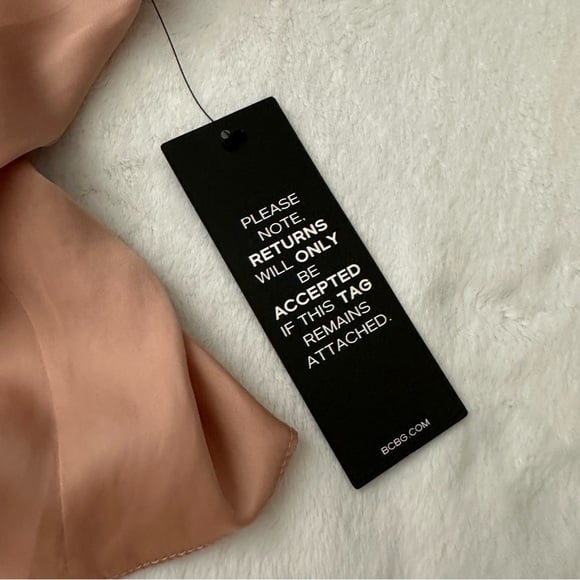 PLEASE
NOTE.
RETURNS
WILL ONLY
BE
ACCEPTED
IF THIS TAG
REMAINS
ATTACHED.
BCBG.COM